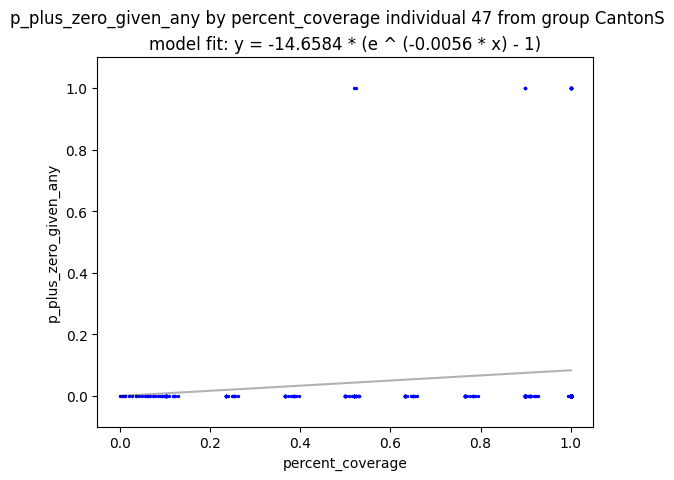 p_plus_zero_given_any by percent_coverage individual 47 from group CantonS
model fit: y = -14.6584 * (e ^ (-0.0056 * x) - 1)
1.0
0.8
0.6
0.4
0.2
0.0
p_plus_zero_given_any
0.0 0.2 0.4 0.6 0.8 1.0
percent_coverage